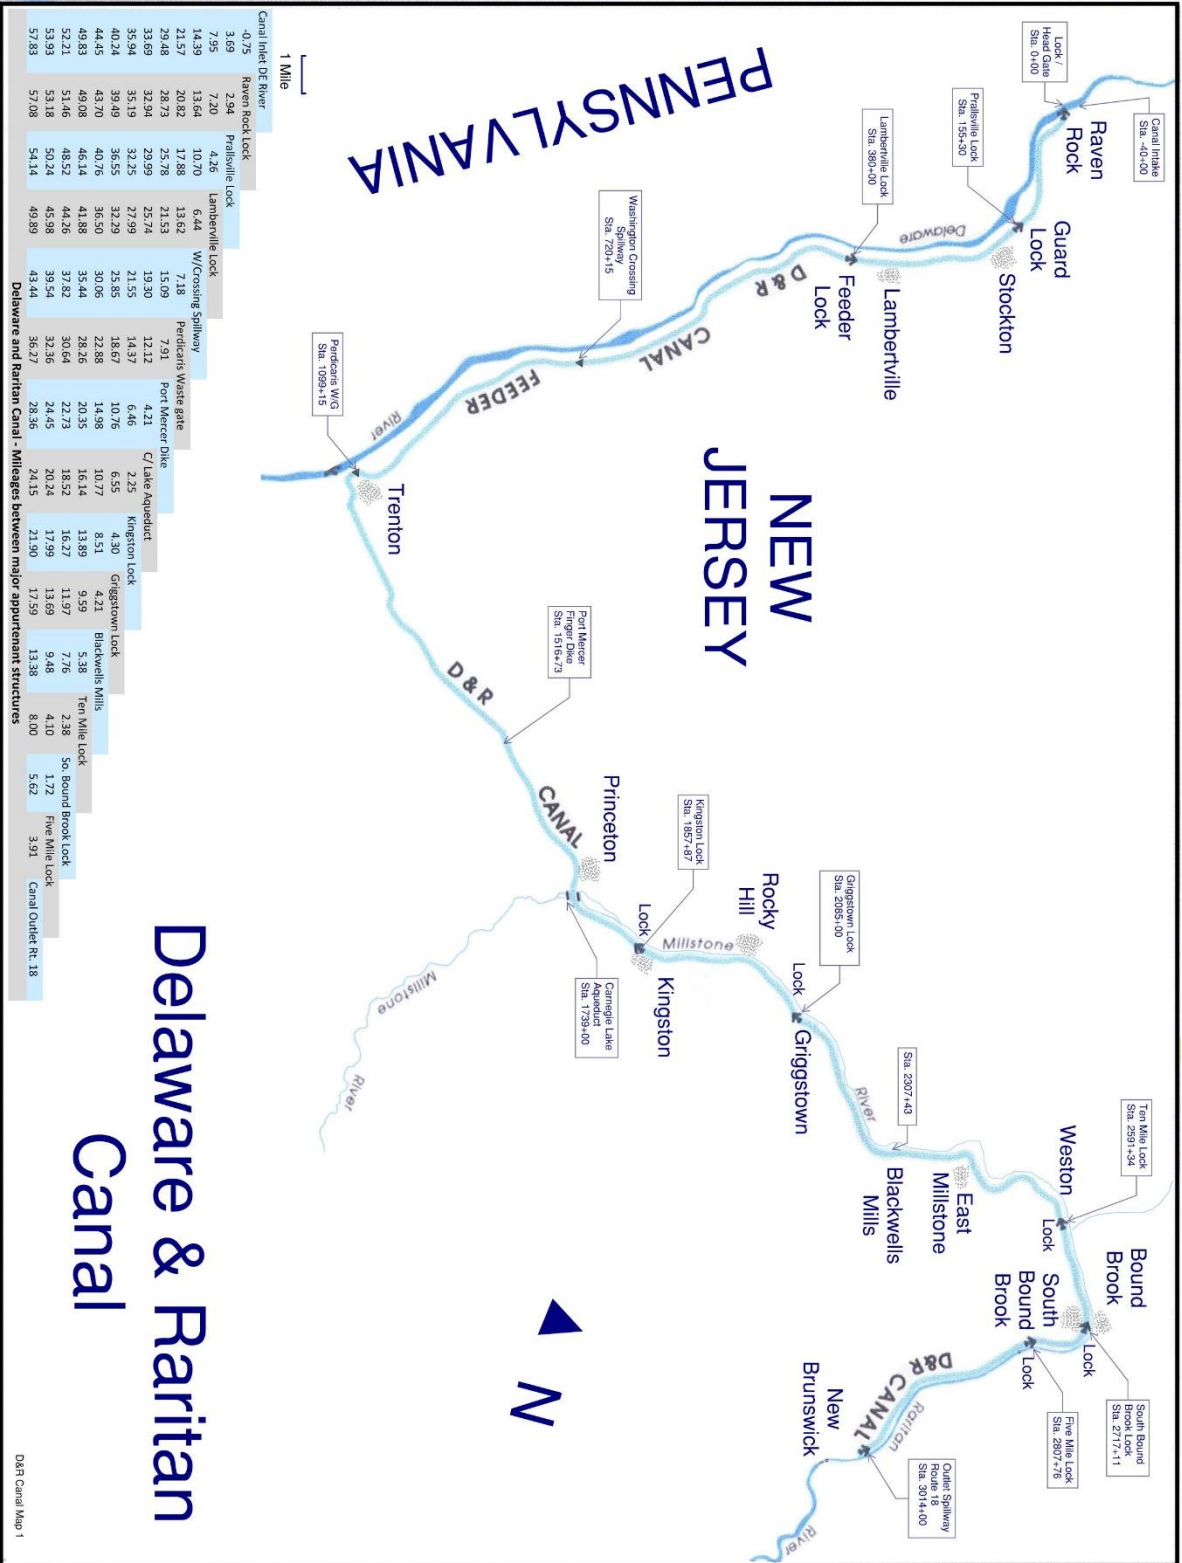 Canal Intake
Sta. -40+00
Lock /
Head Gate
Sta. 0+00
Raven
Rock
Prallsville Lock
Sta. 155+30
Guard
Lock
Stockton
Delaware
Lambertville Lock
Sta. 380+00
Lambertville
Feeder
Lock
D & R
CANAL
FEEDER
Washington Crossing
Spillway
Sta. 720+15
PENNSYLVANIA
NEW
JERSEY
River
Perdicaris W/G
Sta. 1099+15
Trenton
D & R
CANAL
Port Mercer
Finger Dike
Sta. 1516+73
Princeton
Carnegie Lake
Aqueduct
Sta. 1739+00
Millstone
River
Kingston Lock
Sta. 1857+87
Lock
Kingston
Millstone
Rocky
Hill
Griggstown Lock
Sta. 2085+00
Lock
Griggstown
River
Sta. 2307+43
Blackwells
Mills
East
Millstone
Ten Mile Lock
Sta. 2591+34
Weston
Lock
Bound
Brook
South
Bound
Brook
Lock
South Bound
Brook Lock
Sta. 2717+11
Lock
Five Mile Lock
Sta. 2807+76
D&R CANAL
Raritan
New
Brunswick
Outlet Spillway
Route 18
Sta. 3014+00
River
N
1 Mile
Delaware & Raritan
Canal
Canal Inlet DE River
-0.75 Raven Rock Lock
3.69 2.94 Prallsville Lock
7.95 7.20 4.26 Lamberville Lock
14.39 13.64 10.70 6.44 W/Crossing Spillway
21.57 20.82 17.88 13.62 7.18 Perdicaris Waste gate
29.48 28.73 25.78 21.53 15.09 7.91 Port Mercer Dike
33.69 32.94 29.99 25.74 19.30 12.12 4.21 C/ Lake Aqueduct
35.94 35.19 32.25 27.99 21.55 14.37 6.46 2.25 Kingston Lock
40.24 39.49 36.55 32.29 25.85 18.67 10.76 6.55 4.30 Griggstown Lock
44.45 43.70 40.76 36.50 30.06 22.88 14.98 10.77 8.51 4.21 Blackwells Mills
49.83 49.08 46.14 41.88 35.44 28.26 20.35 16.14 13.89 9.59 5.38 Ten Mile Lock
52.21 51.46 48.52 44.26 37.82 30.64 22.73 18.52 16.27 11.97 7.76 2.38 So. Bound Brook Lock
53.93 53.18 50.24 45.98 39.54 32.36 24.45 20.24 17.99 13.69 9.48 4.10 1.72 Five Mile Lock
57.83 57.08 54.14 49.89 43.44 36.27 28.36 24.15 21.90 17.59 13.38 8.00 5.62 3.91 Canal Outlet Rt. 18
Delaware and Raritan Canal - Mileages between major appurtenant structures
D&R Canal Map 1